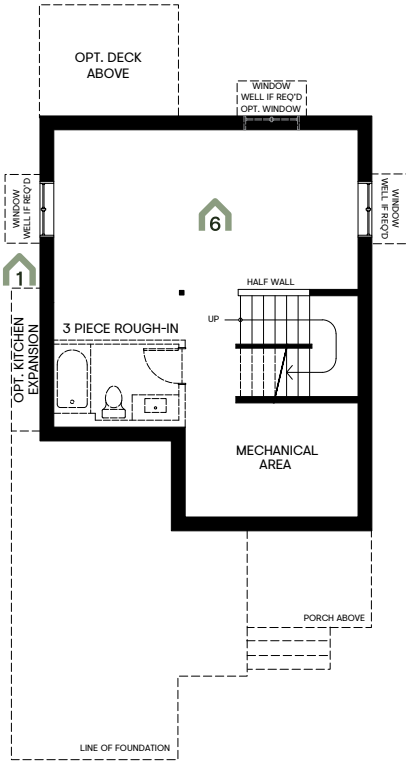 OPT. DECK
ABOVE
WINDOW
WELL IF REQ'D
OPT. WINDOW
WINDOW
WELL IF REQ'D
WINDOW
WELL IF REQ'D
6
1
HALF WALL
UP
3 PIECE ROUGH-IN
OPT. KITCHEN
EXPANSION
MECHANICAL
AREA
PORCH ABOVE
LINE OF FOUNDATION